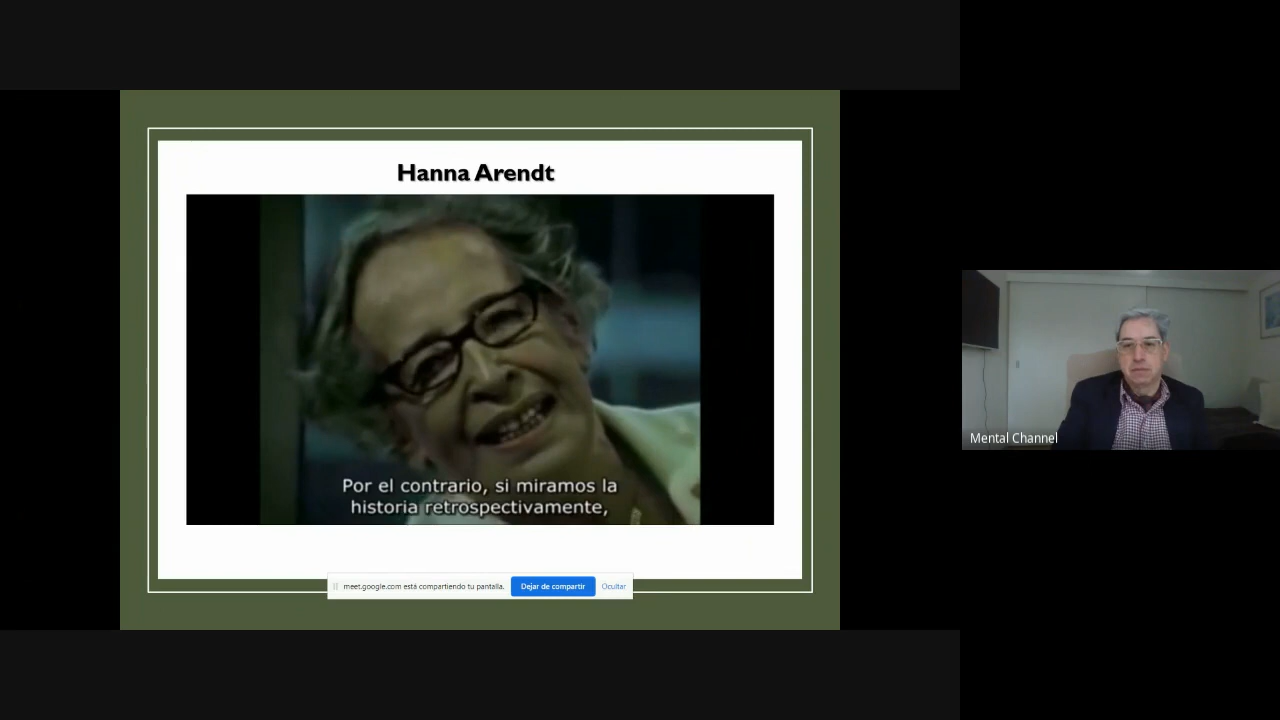 Hanna Arendt
Por el contrario, si miramos la
historia retrospectivamente,
meet.google.com está compartiendo tu pantalla. Dejar de compartir Ocultar
Mental Channel